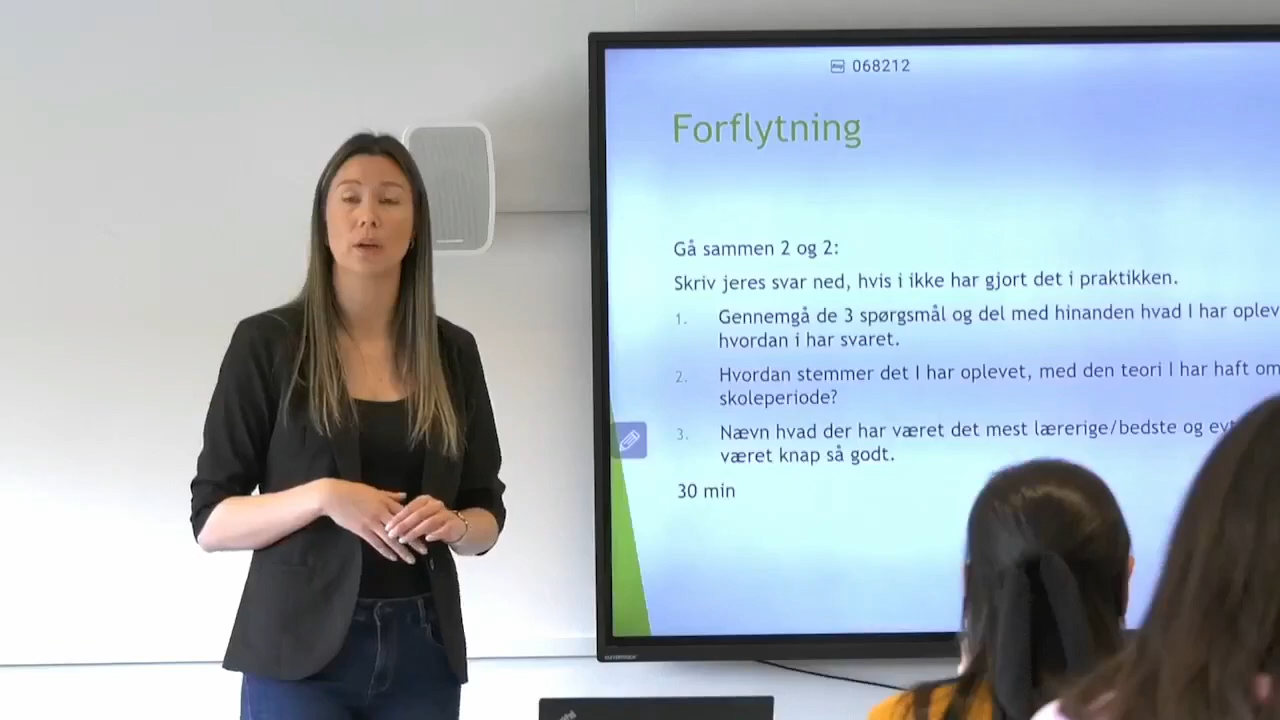 068212
Forflytning
Gå sammen 2 og 2:
Skriv jeres svar ned, hvis i ikke har gjort det i praktikken.
1. Gennemgå de 3 spørgsmål og del med hinanden hvad I har oplev
hvordan i har svaret.
2. Hvordan stemmer det I har oplevet, med den teori I har haft om
skoleperiode?
3. Nævn hvad der har været det mest lærerige/bedste og evt
været knap så godt.
30 min